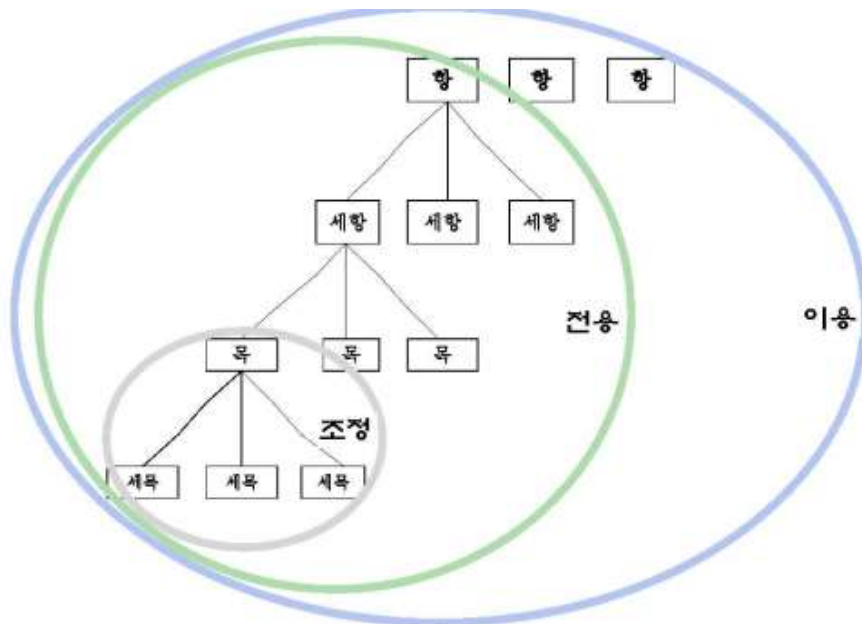 항 항 항
세항 세항 세항
전용 이용
목 목 목
조정
세목 세목 세목